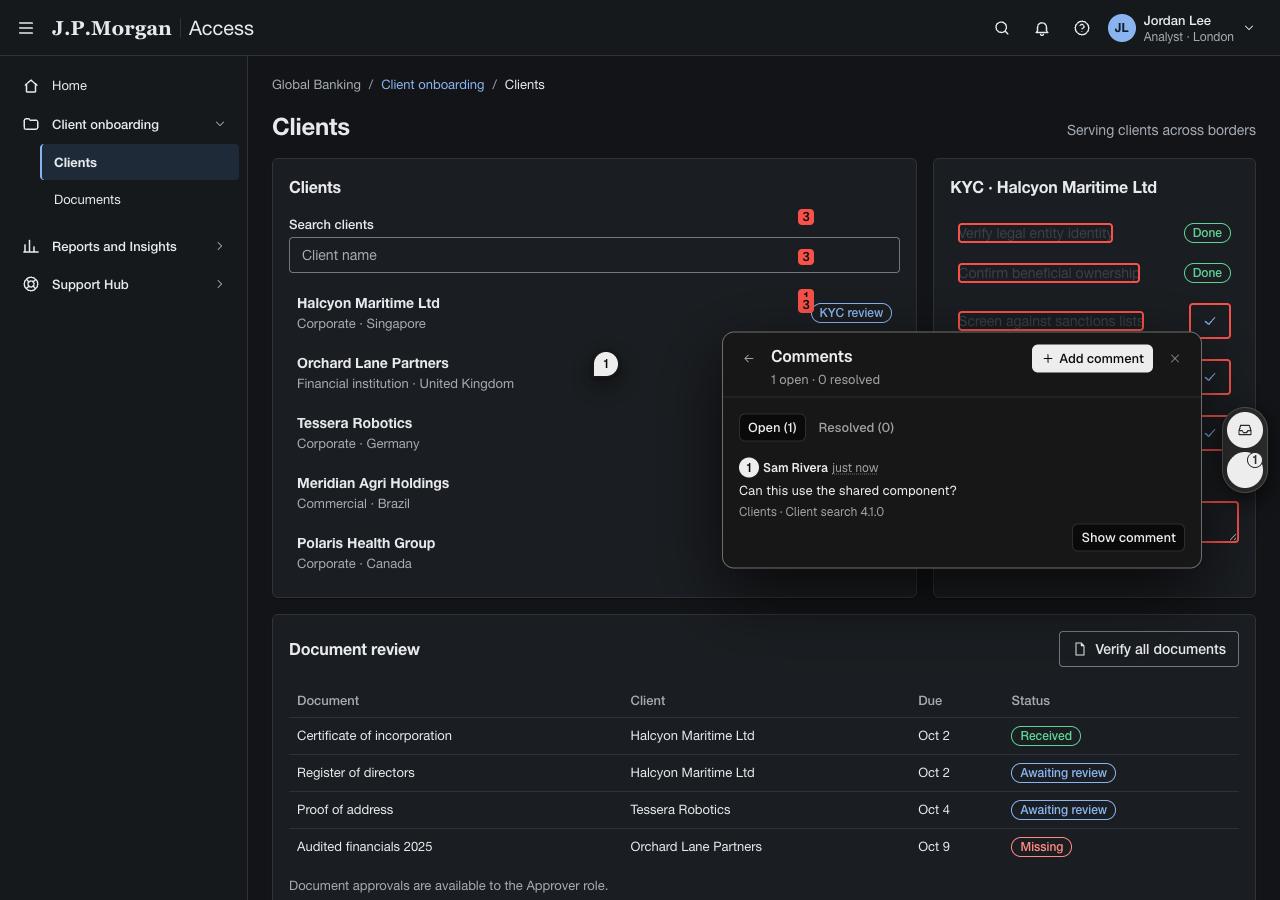 J.P.Morgan Access
JL
Jordan Lee
Analyst · London
Home
Client onboarding
Clients
Documents
Reports and Insights
Support Hub
Global Banking / Client onboarding / Clients
Clients
Serving clients across borders
Clients
Search clients
3
Client name
3
Halcyon Maritime Ltd
Corporate · Singapore
3
KYC review
Orchard Lane Partners
Financial institution · United Kingdom
1
Tessera Robotics
Corporate · Germany
Meridian Agri Holdings
Commercial · Brazil
Polaris Health Group
Corporate · Canada
KYC · Halcyon Maritime Ltd
Verify legal entity identity
Done
Confirm beneficial ownership
Done
Screen against sanctions lists
Comments
1 open · 0 resolved
Add comment
Open (1)
Resolved (0)
1 Sam Rivera just now
Can this use the shared component?
Clients · Client search 4.1.0
Show comment
1
Document review
Verify all documents
Document Client Due Status
Certificate of incorporation Halcyon Maritime Ltd Oct 2 Received
Register of directors Halcyon Maritime Ltd Oct 2 Awaiting review
Proof of address Tessera Robotics Oct 4 Awaiting review
Audited financials 2025 Orchard Lane Partners Oct 9 Missing
Document approvals are available to the Approver role.